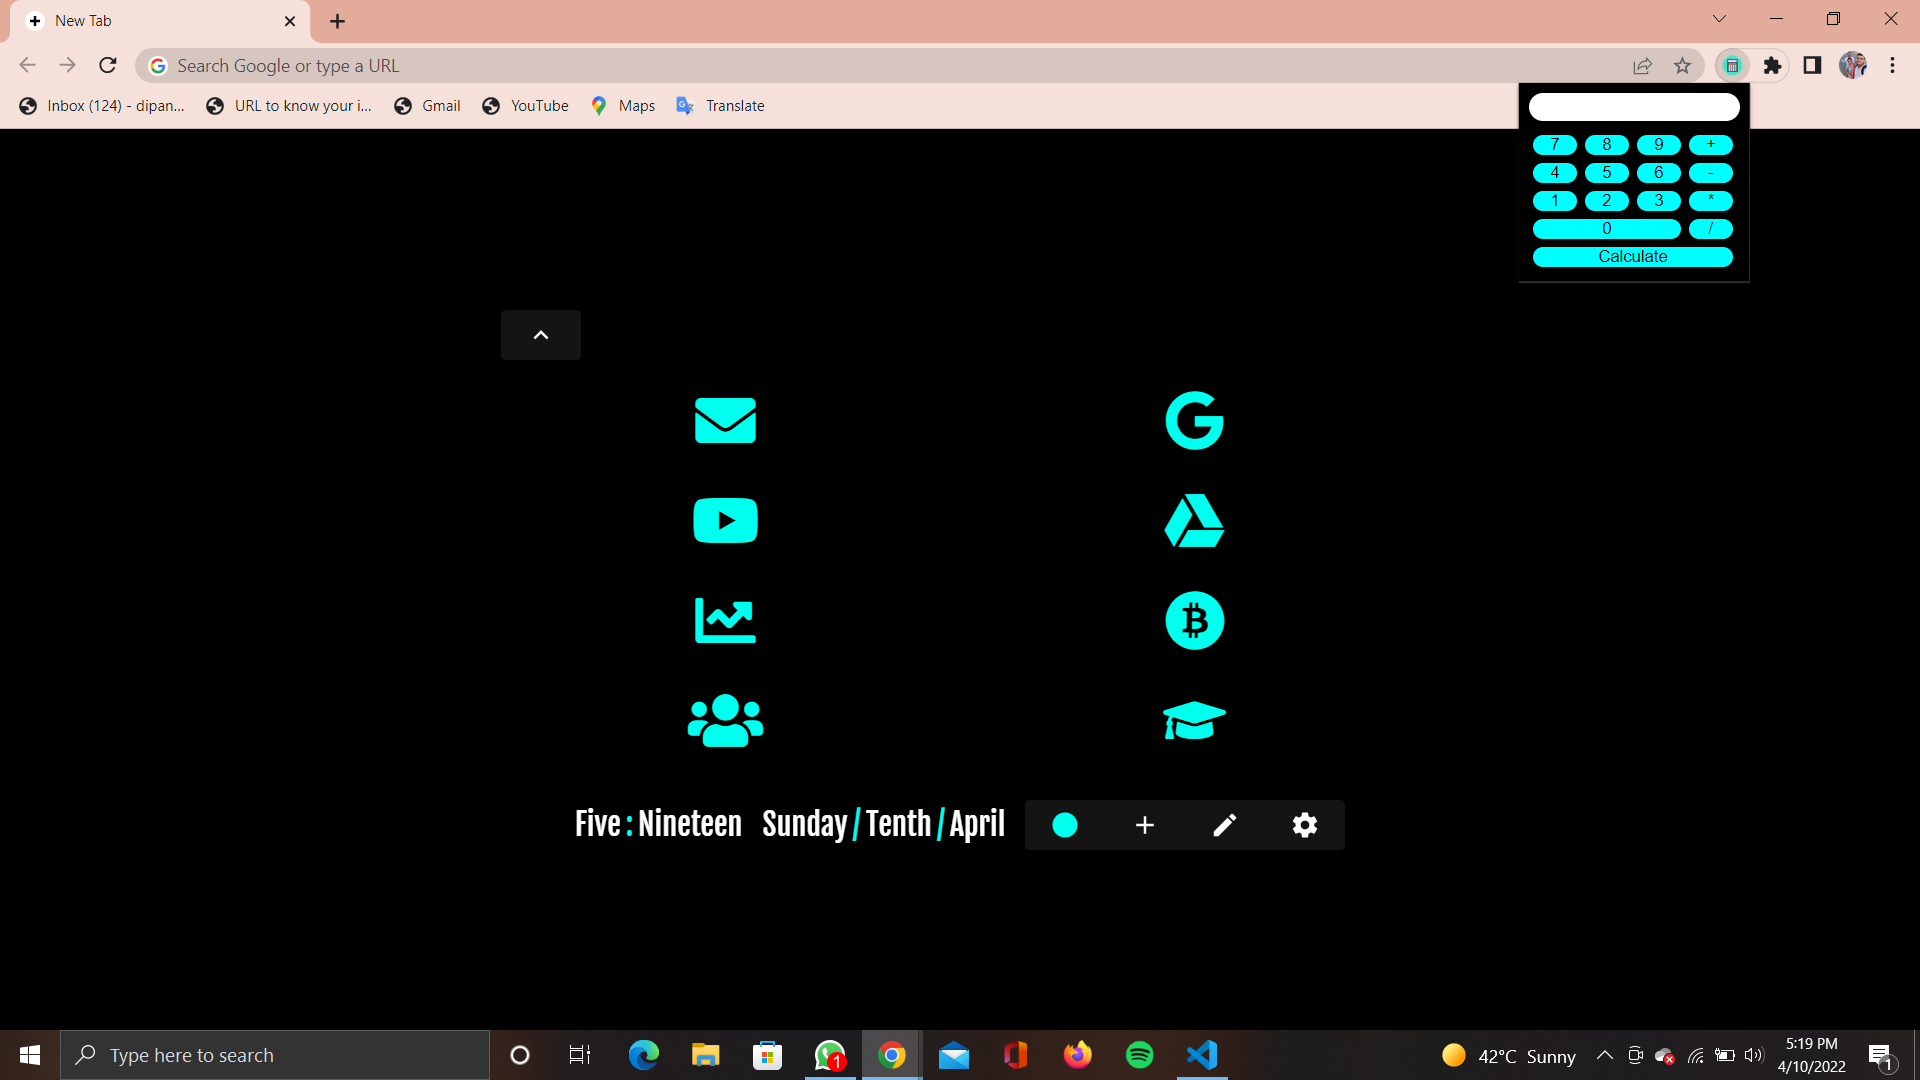 New Tab
Search Google or type a URL
Inbox (124) - dipan... URL to know your i... Gmail YouTube Maps Translate
7 8 9 +
4 5 6 -
1 2 3 *
0 /
Calculate
Five : Nineteen Sunday / Tenth / April
Type here to search
1
42°C Sunny
5:19 PM
4/10/2022
1